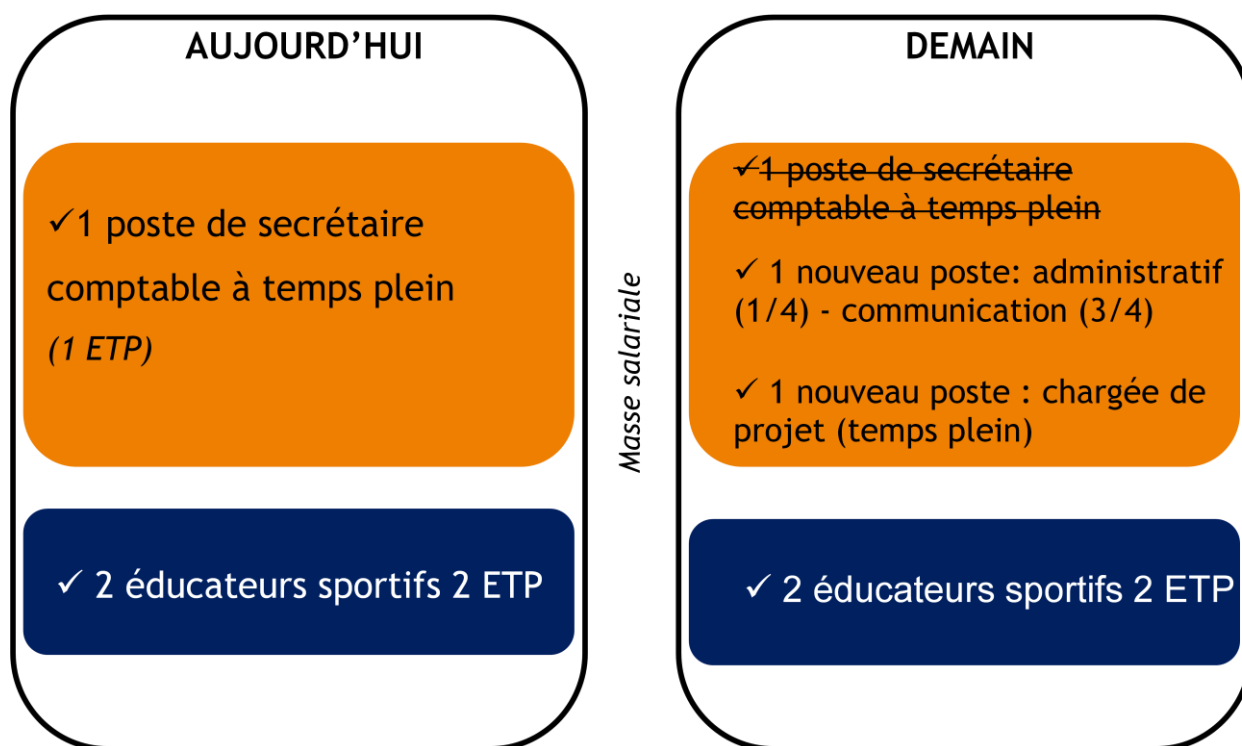 AUJOURD’HUI
✓1 poste de secrétaire
comptable à temps plein
(1 ETP)
✓ 2 éducateurs sportifs 2 ETP
Masse salariale
DEMAIN
✓1 poste de secrétaire
comptable à temps plein
✓ 1 nouveau poste: administratif
(1/4) - communication (3/4)
✓ 1 nouveau poste : chargée de
projet (temps plein)
✓ 2 éducateurs sportifs 2 ETP